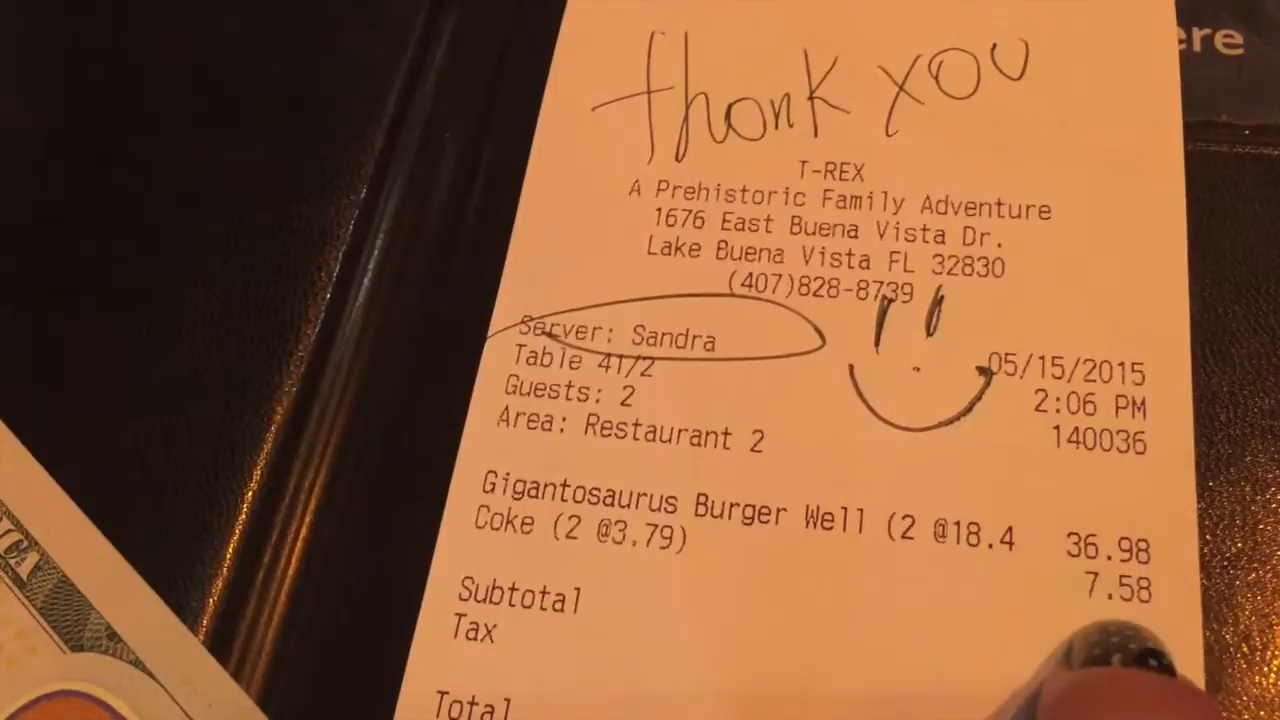 Thank you
ere
T-REX
A Prehistoric Family Adventure
1676 East Buena Vista Dr.
Lake Buena Vista FL 32830
(407)828-8739
Server: Sandra
Table 41/2
Guests: 2
Area: Restaurant 2
05/15/2015
2:06 PM
140036
Gigantosaurus Burger Well (2 @18.4 36.98
Coke (2 @3.79) 7.58
Subtotal
Tax
Total